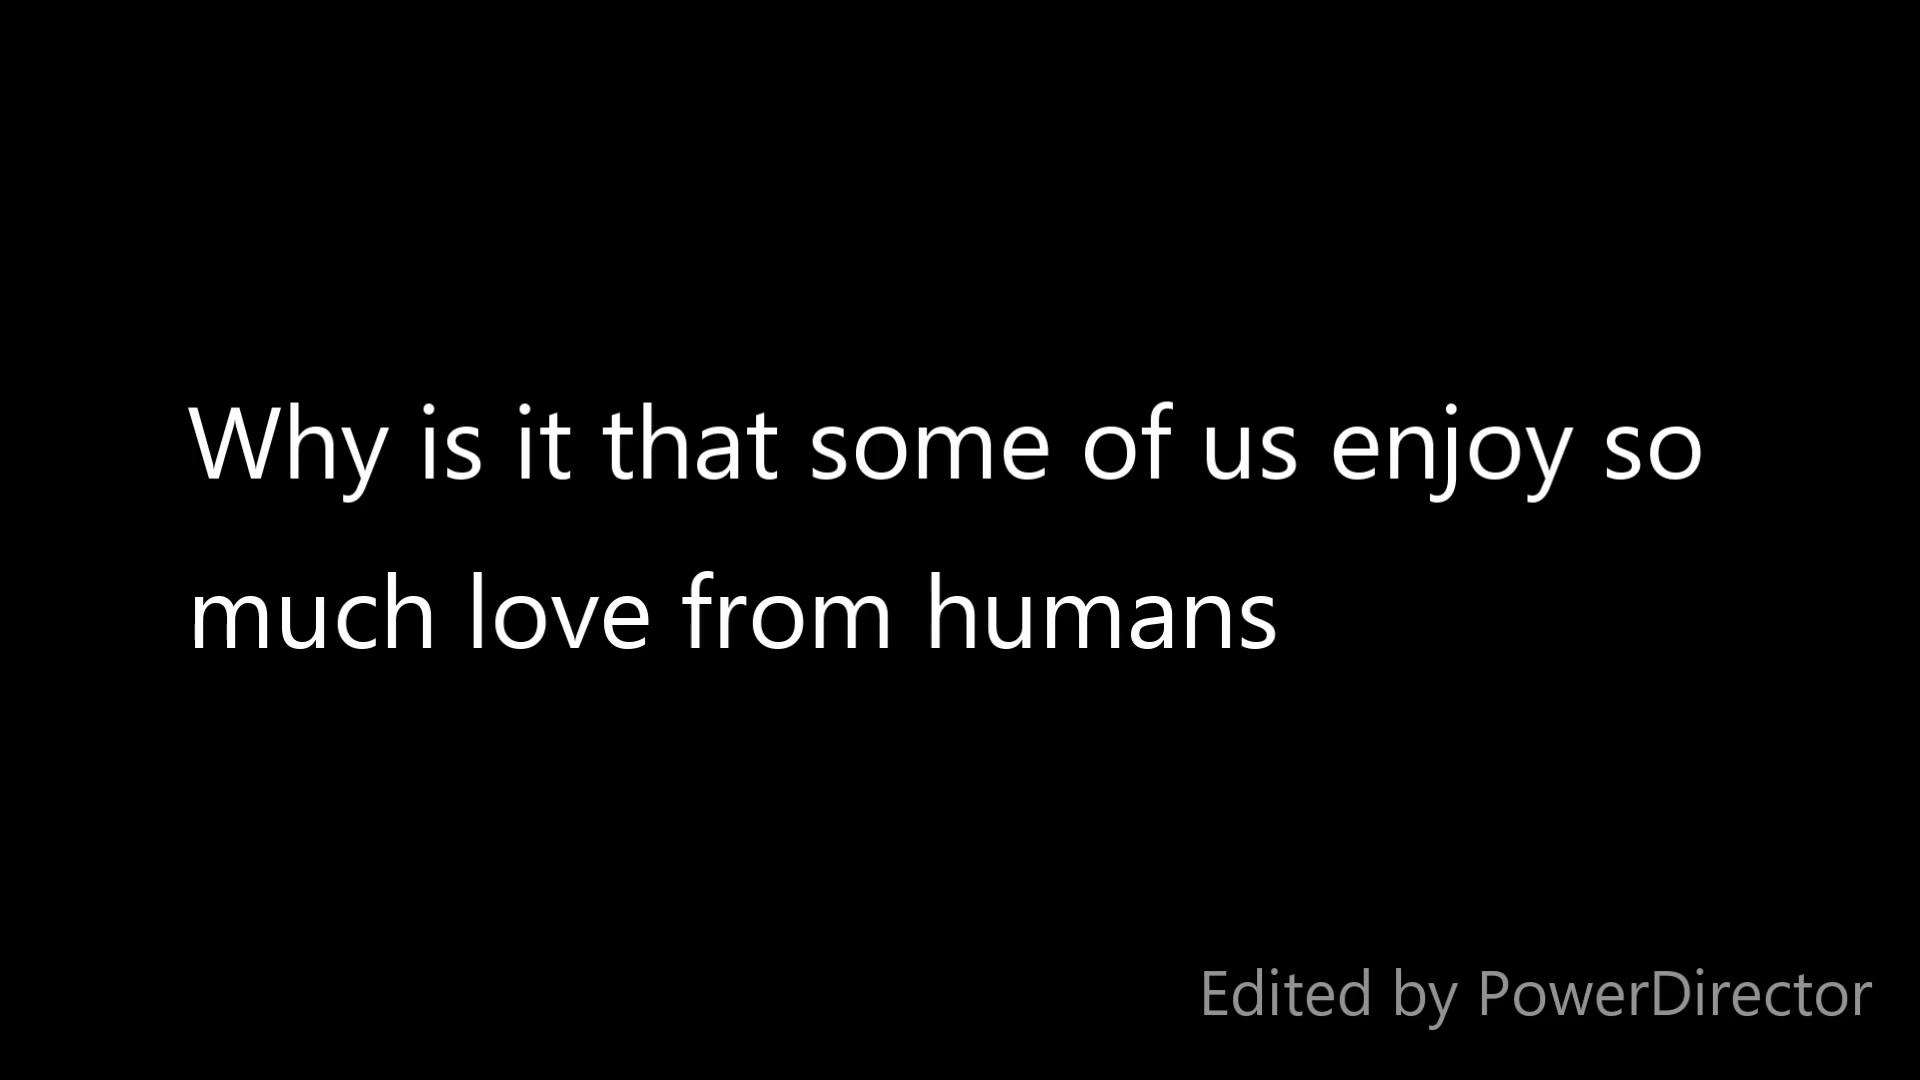 Why is it that some of us enjoy so
much love from humans
Edited by PowerDirector